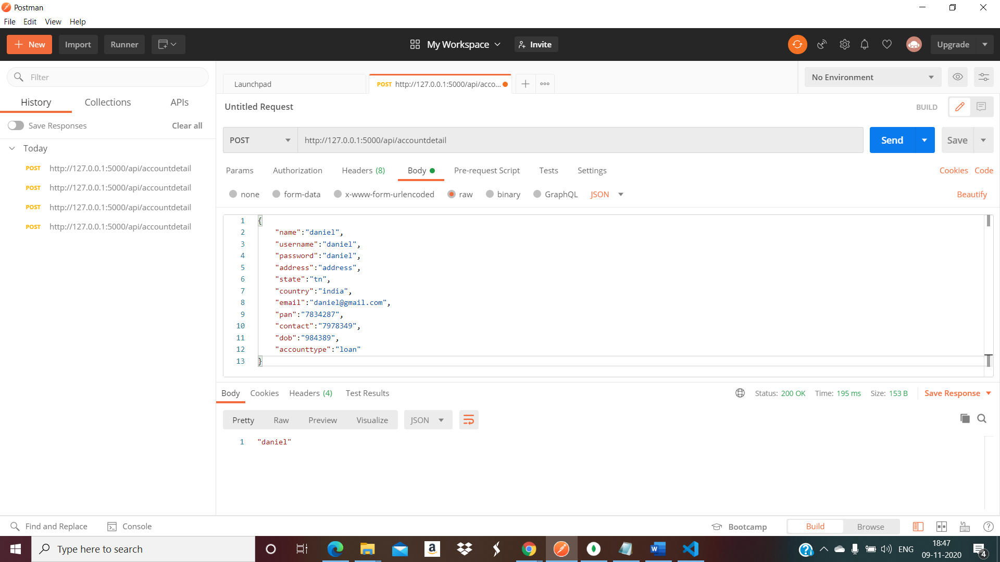 Postman
File Edit View Help
New Import Runner My Workspace Invite Upgrade
Filter
Launchpad POST http://127.0.0.1:5000/api/acco... No Environment
History Collections APIs
Untitled Request BUILD
Save Responses Clear all
POST http://127.0.0.1:5000/api/accountdetail Send Save
Today
POST http://127.0.0.1:5000/api/accountdetail
POST http://127.0.0.1:5000/api/accountdetail
POST http://127.0.0.1:5000/api/accountdetail
POST http://127.0.0.1:5000/api/accountdetail
Params Authorization Headers (8) Body Pre-request Script Tests Settings Cookies Code
none form-data x-www-form-urlencoded raw binary GraphQL JSON Beautify
1 {
2 "name":"daniel",
3 "username":"daniel",
4 "password":"daniel",
5 "address":"address",
6 "state":"tn",
7 "country":"india",
8 "email":"daniel@gmail.com",
9 "pan":"7834287",
10 "contact":"7978349",
11 "dob":"984389",
12 "accounttype":"loan"
13 }
Body Cookies Headers (4) Test Results Status: 200 OK Time: 195 ms Size: 153 B Save Response
Pretty Raw Preview Visualize JSON
1 "daniel"
Find and Replace Console Bootcamp Build Browse
Type here to search ENG 18:47
09-11-2020 4